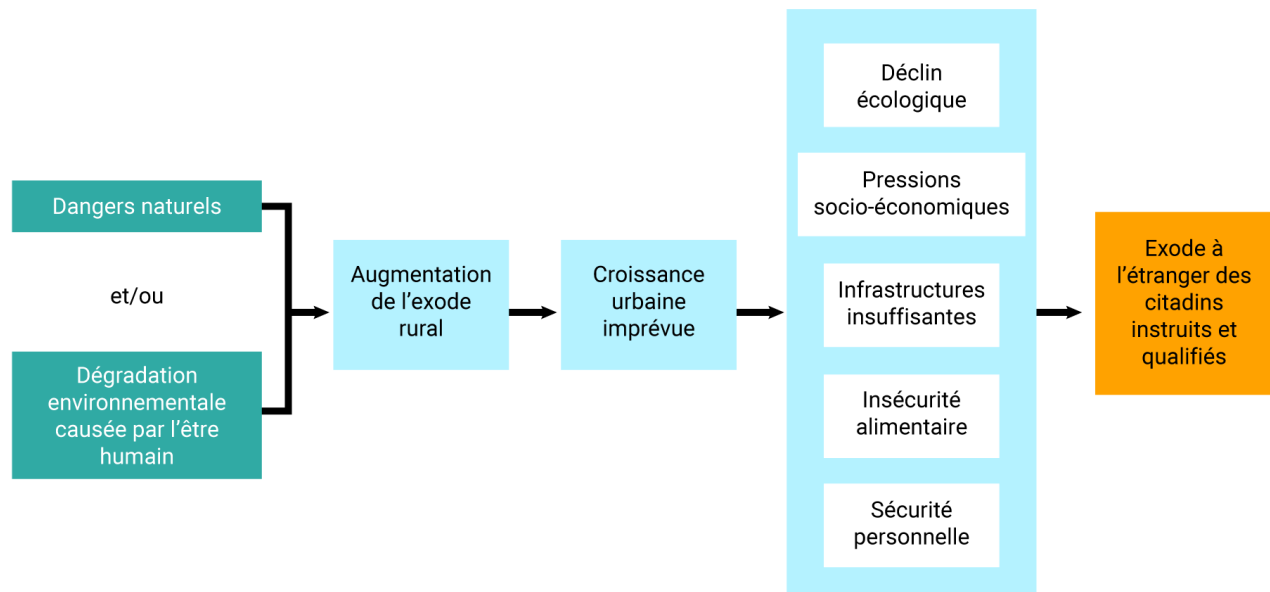 Dangers naturels
et/ou
Dégradation
environnementale
causée par l'être
humain
Augmentation
de l'exode
rural
Croissance
urbaine
imprévue
Déclin
écologique
Pressions
socio-économiques
Infrastructures
insuffisantes
Insécurité
alimentaire
Sécurité
personnelle
Exode à
l'étranger des
citadins
instruits et
qualifiés